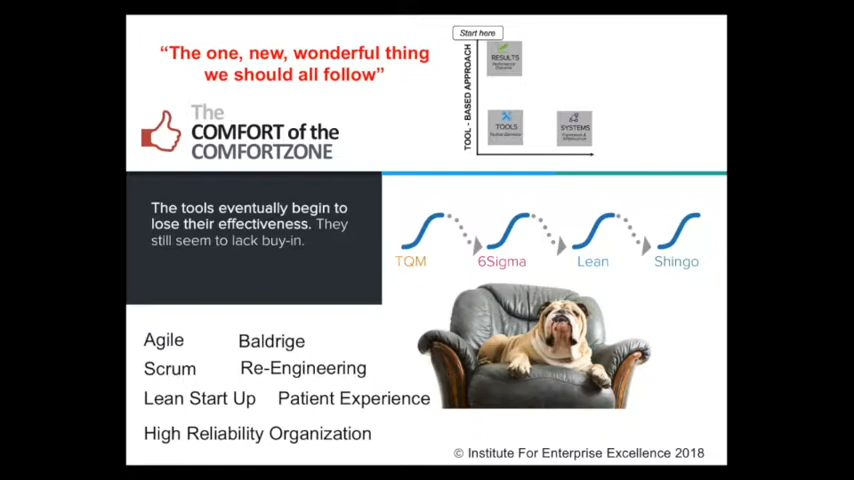 “The one, new, wonderful thing
we should all follow”
The
COMFORT of the
COMFORTZONE
Start here
TOOL - BASED APPROACH
RESULTS
TOOLS
SYSTEMS
The tools eventually begin to
lose their effectiveness. They
still seem to lack buy-in.
TQM
6Sigma
Lean
Shingo
Agile
Baldrige
Scrum
Re-Engineering
Lean Start Up
Patient Experience
High Reliability Organization
© Institute For Enterprise Excellence 2018